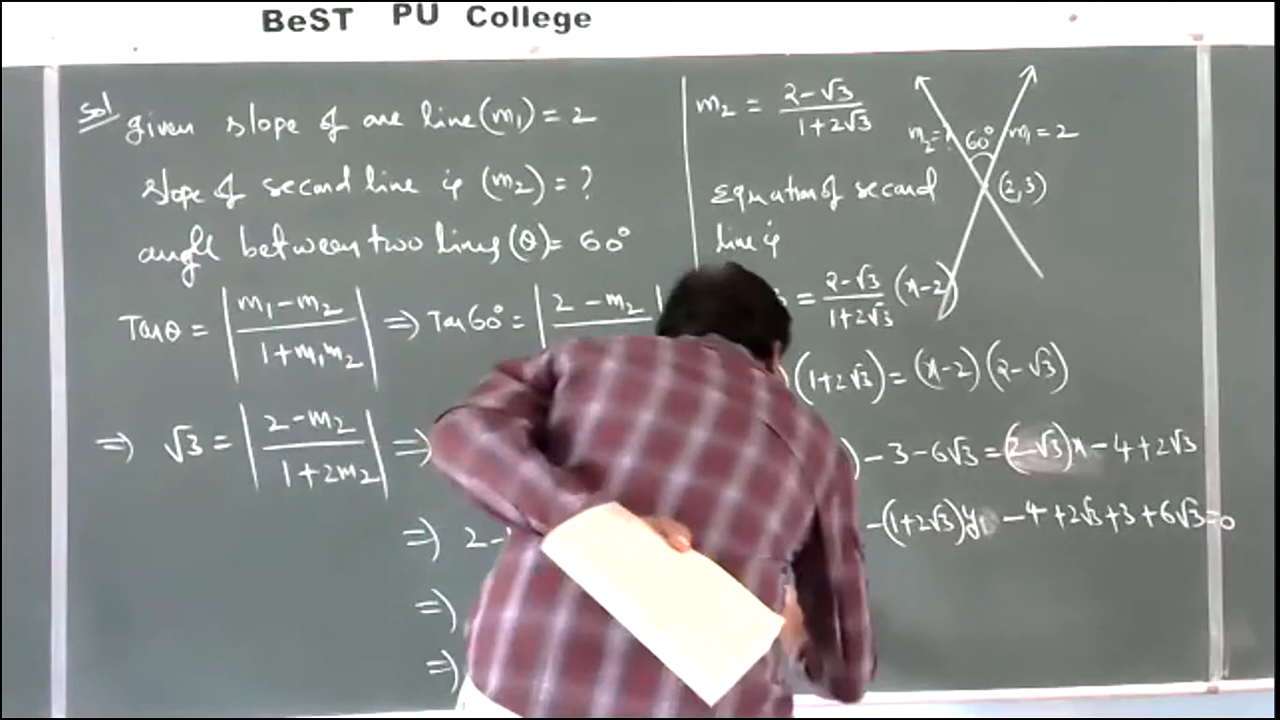 BeST PU College
Sol given slope of one line (m₁) = 2
slope of second line is (m₂) = ?
angle between two lines (θ) = 60°
Tanθ = |m₁ - m₂ / 1 + m₁m₂| ⇒ Tan60° = |2 - m₂
⇒ √3 = |2 - m₂ / 1 + 2m₂| ⇒
⇒ 2 -
⇒
⇒
m₂ = 2 - √3 / 1 + 2√3
Equation of second
line is
= 2 - √3 / 1 + 2√3 (x - 2)
(1 + 2√3) = (x - 2)(2 - √3)
) - 3 - 6√3 = (2 - √3)x - 4 + 2√3
- (1 + 2√3)y - 4 + 2√3 + 3 + 6√3 = 0
m₂ = ?
60°
m₁ = 2
(2,3)